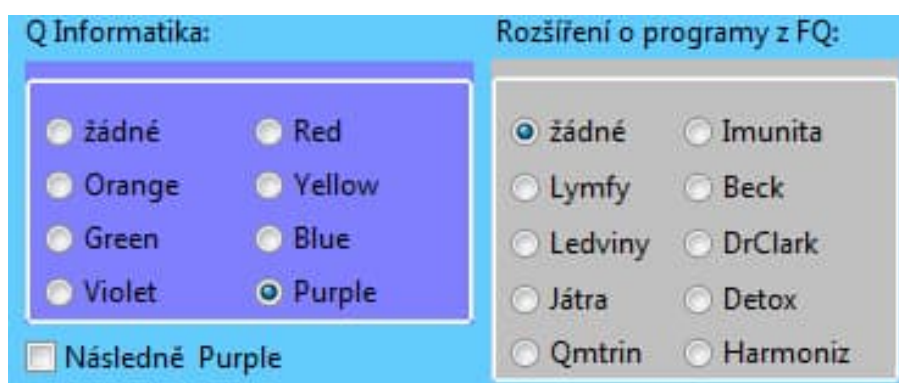 Q Informatika:
žádné Red
Orange Yellow
Green Blue
Violet Purple
Následně Purple
Rozšíření o programy z FQ:
žádné Imunita
Lymfy Beck
Ledviny DrClark
Játra Detox
Qmtrin Harmoniz